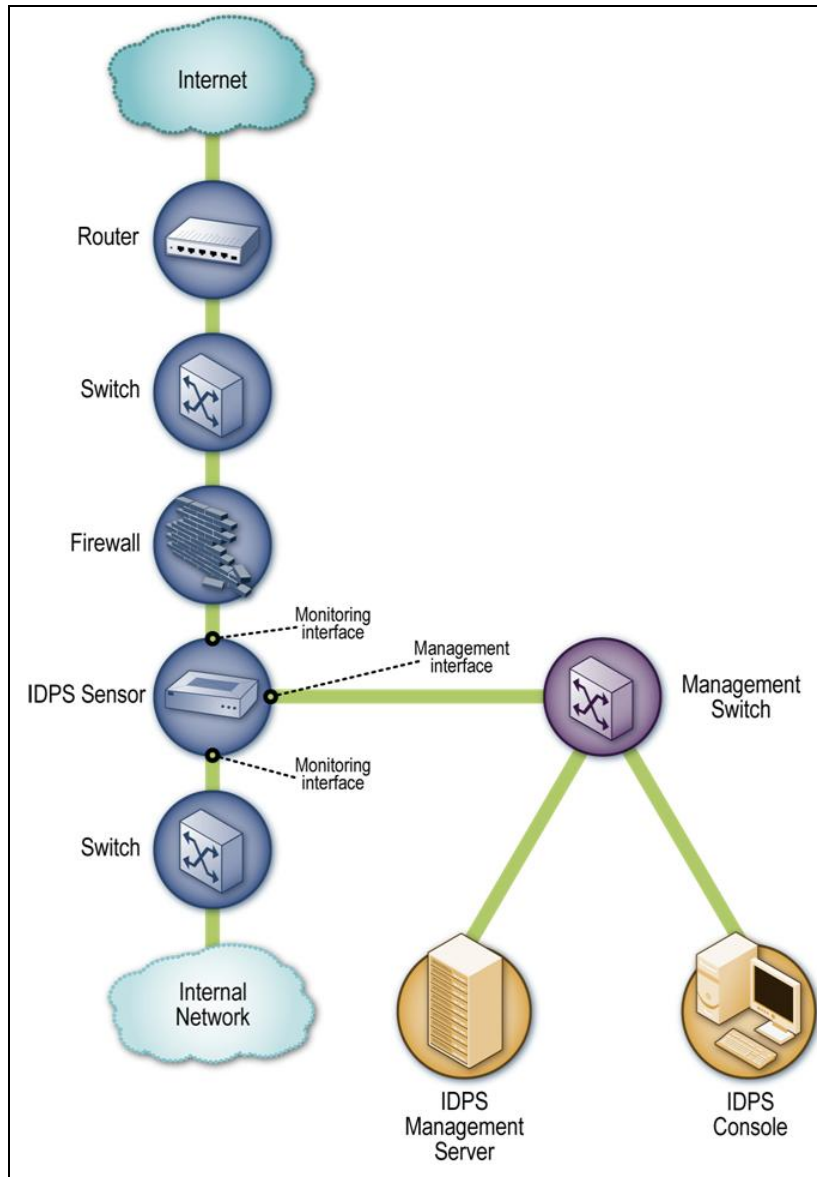 Internet
Router
Switch
Firewall
Monitoring
interface
Management
interface
IDPS Sensor
Management
Switch
Monitoring
interface
Switch
Internal
Network
IDPS
Management
Server
IDPS
Console